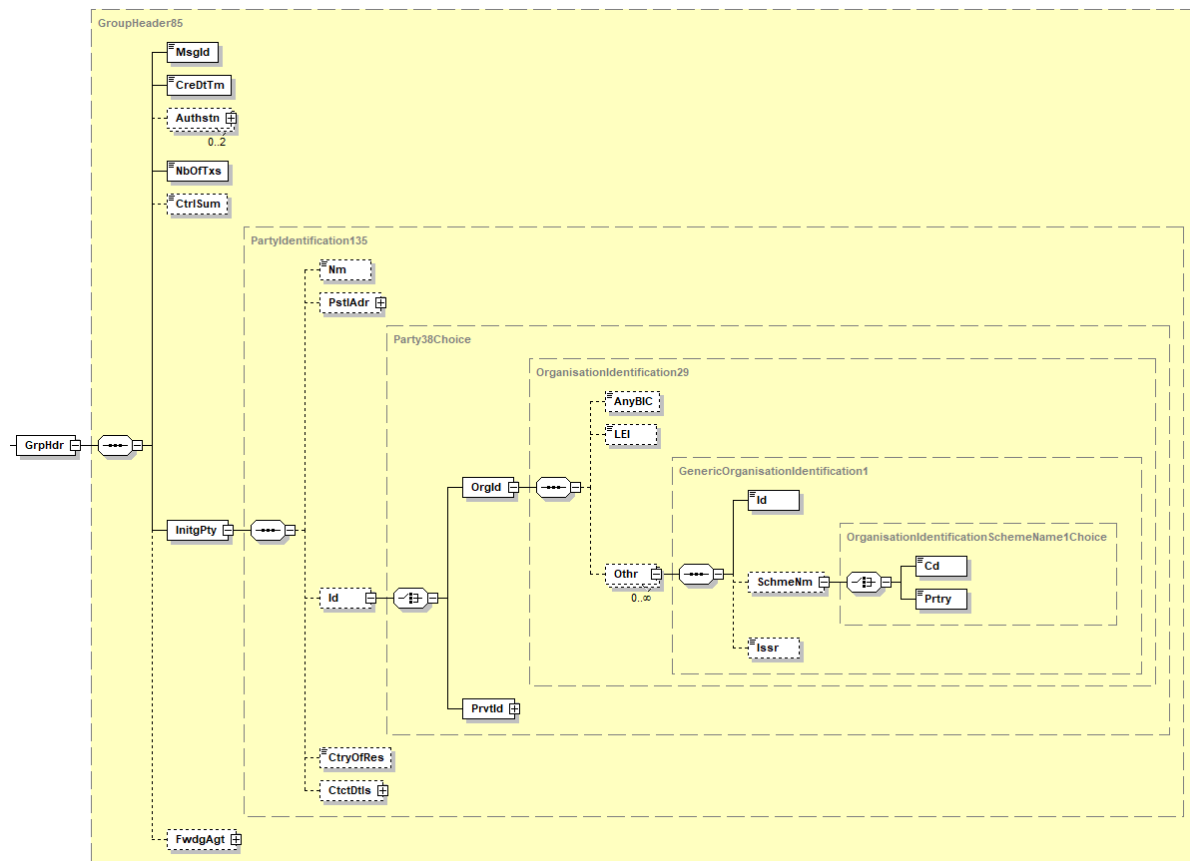 GroupHeader85
MsgId
CreDtTm
Authstn
0..2
NbOfTxs
CtrlSum
PartyIdentification135
Nm
PstlAdr
Party38Choice
OrganisationIdentification29
AnyBIC
LEI
GenericOrganisationIdentification1
GrpHdr
OrgId
Id
OrganisationIdentificationSchemeName1Choice
InitgPty
Cd
Othr
0..∞
SchmeNm
Id
Prtry
Issr
PrvtId
CtryOfRes
CtctDtls
FwdgAgt